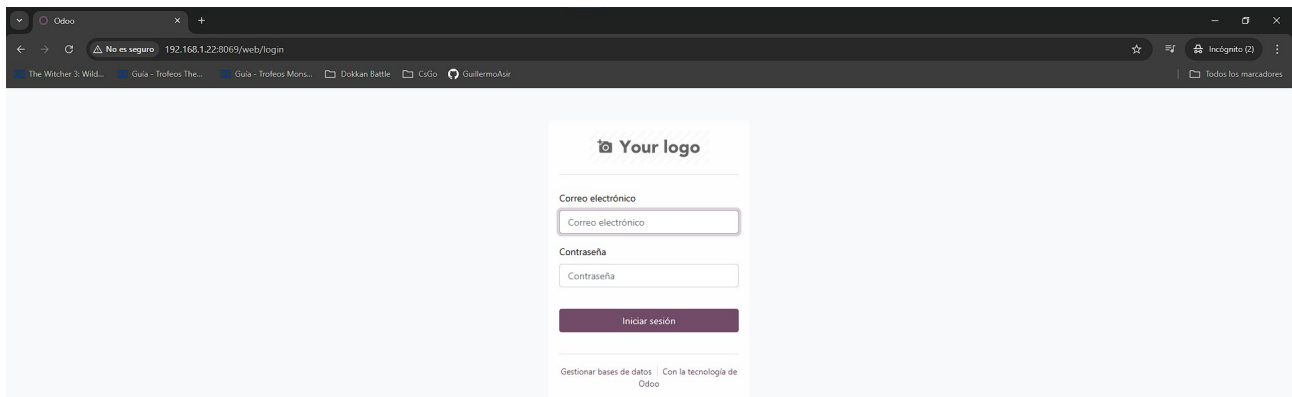 Odoo
No es seguro 192.168.1.22:8069/web/login
Incógnito (2)
The Witcher 3: Wild... Guía - Trofeos The... Guía - Trofeos Mons... Dokkan Battle CsGo GuillermoAsir Todos los marcadores
Your logo
Correo electrónico
Correo electrónico
Contraseña
Contraseña
Iniciar sesión
Gestionar bases de datos Con la tecnología de
Odoo